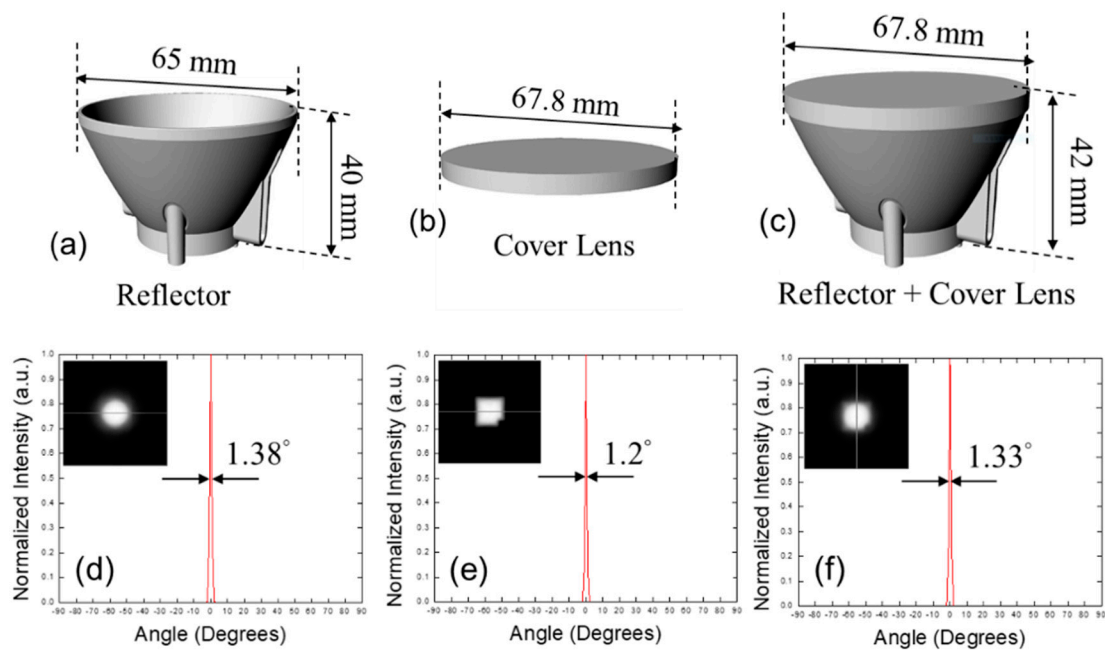 65 mm
40 mm
(a)
Reflector
67.8 mm
(b)
Cover Lens
67.8 mm
42 mm
(c)
Reflector + Cover Lens
Normalized Intensity (a.u.)
1.0
0.9
0.8
0.7
0.6
0.5
0.4
0.3
0.2
0.1
0.0
1.38°
(d)
-90 -80 -70 -60 -50 -40 -30 -20 -10 0 10 20 30 40 50 60 70 80 90
Angle (Degrees)
Normalized Intensity (a.u.)
1.0
0.9
0.8
0.7
0.6
0.5
0.4
0.3
0.2
0.1
0.0
1.2°
(e)
-90 -80 -70 -60 -50 -40 -30 -20 -10 0 10 20 30 40 50 60 70 80 90
Angle (Degrees)
Normalized Intensity (a.u.)
1.0
0.9
0.8
0.7
0.6
0.5
0.4
0.3
0.2
0.1
0.0
1.33°
(f)
-90 -80 -70 -60 -50 -40 -30 -20 -10 0 10 20 30 40 50 60 70 80 90
Angle (Degrees)